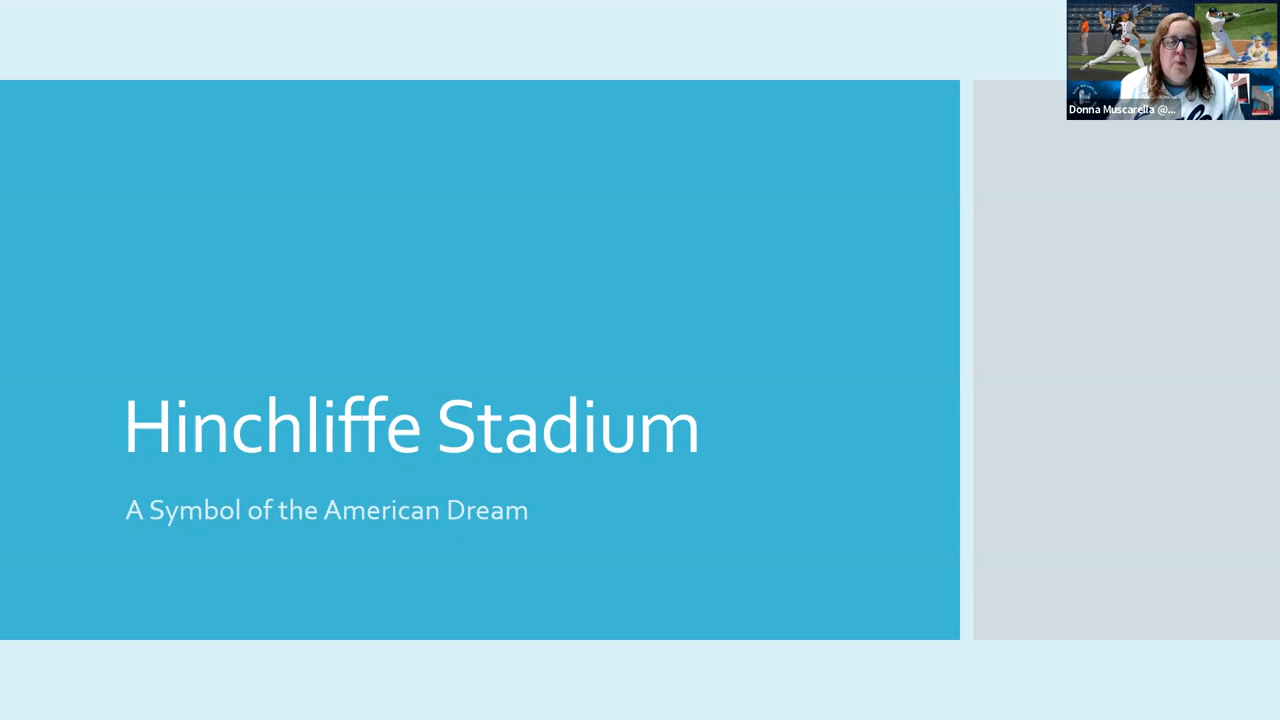 Donna Muscarella @...
Hinchliffe Stadium
A Symbol of the American Dream